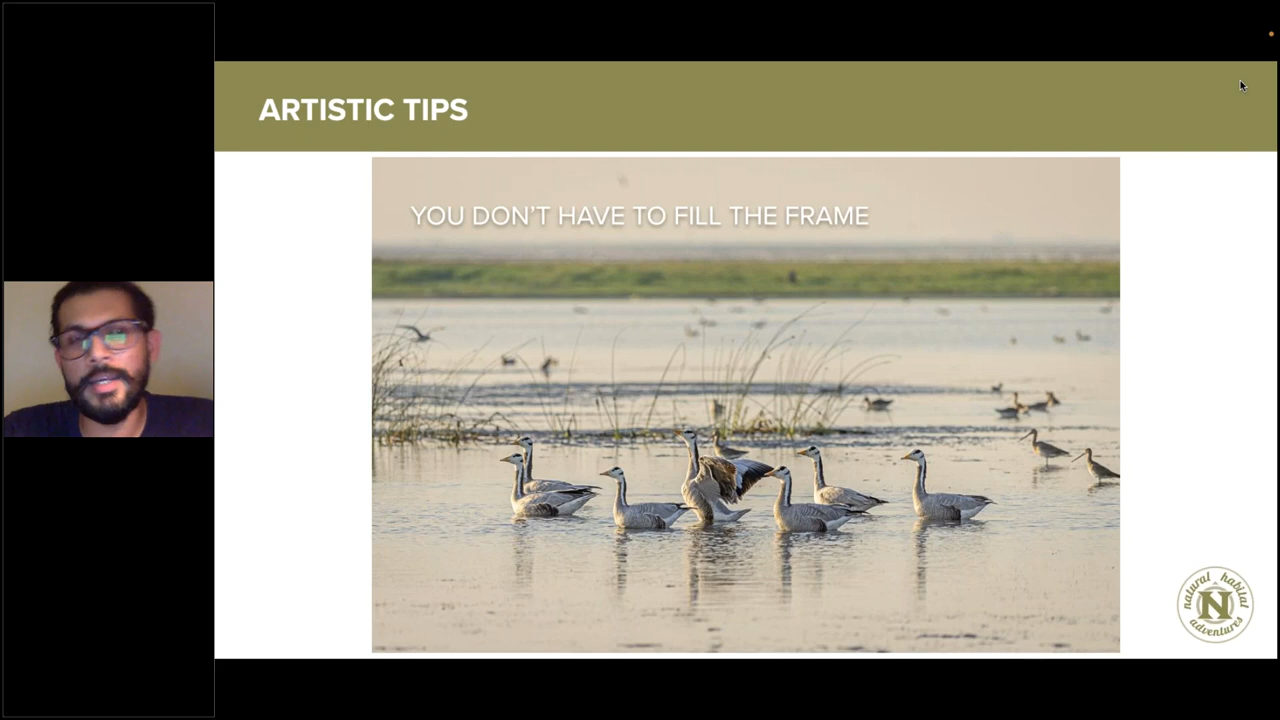 ARTISTIC TIPS
YOU DON'T HAVE TO FILL THE FRAME
natural habitat
N
adventures